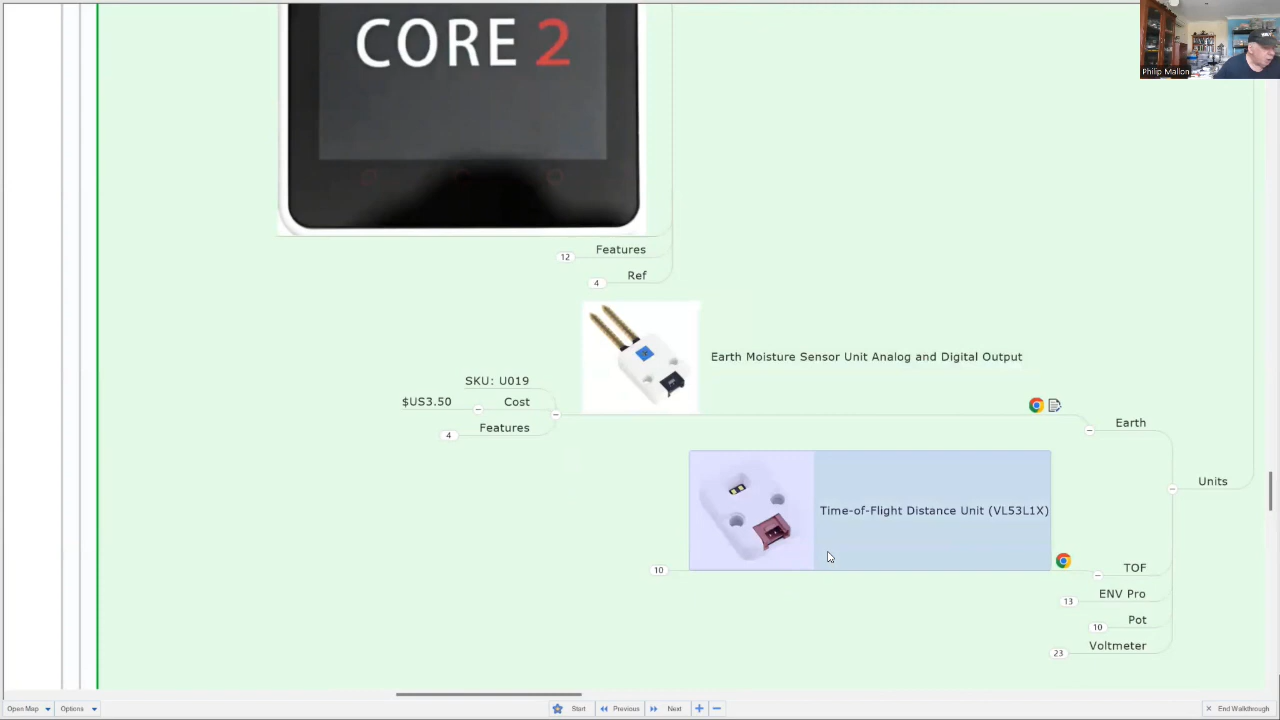 CORE 2
Philip Mallon
12 Features
4 Ref
Earth Moisture Sensor Unit Analog and Digital Output
SKU: U019
$US3.50 Cost
4 Features
Earth
Units
Time-of-Flight Distance Unit (VL53L1X)
10
TOF
13 ENV Pro
10 Pot
23 Voltmeter
Open Map Options Start Previous Next End Walkthrough